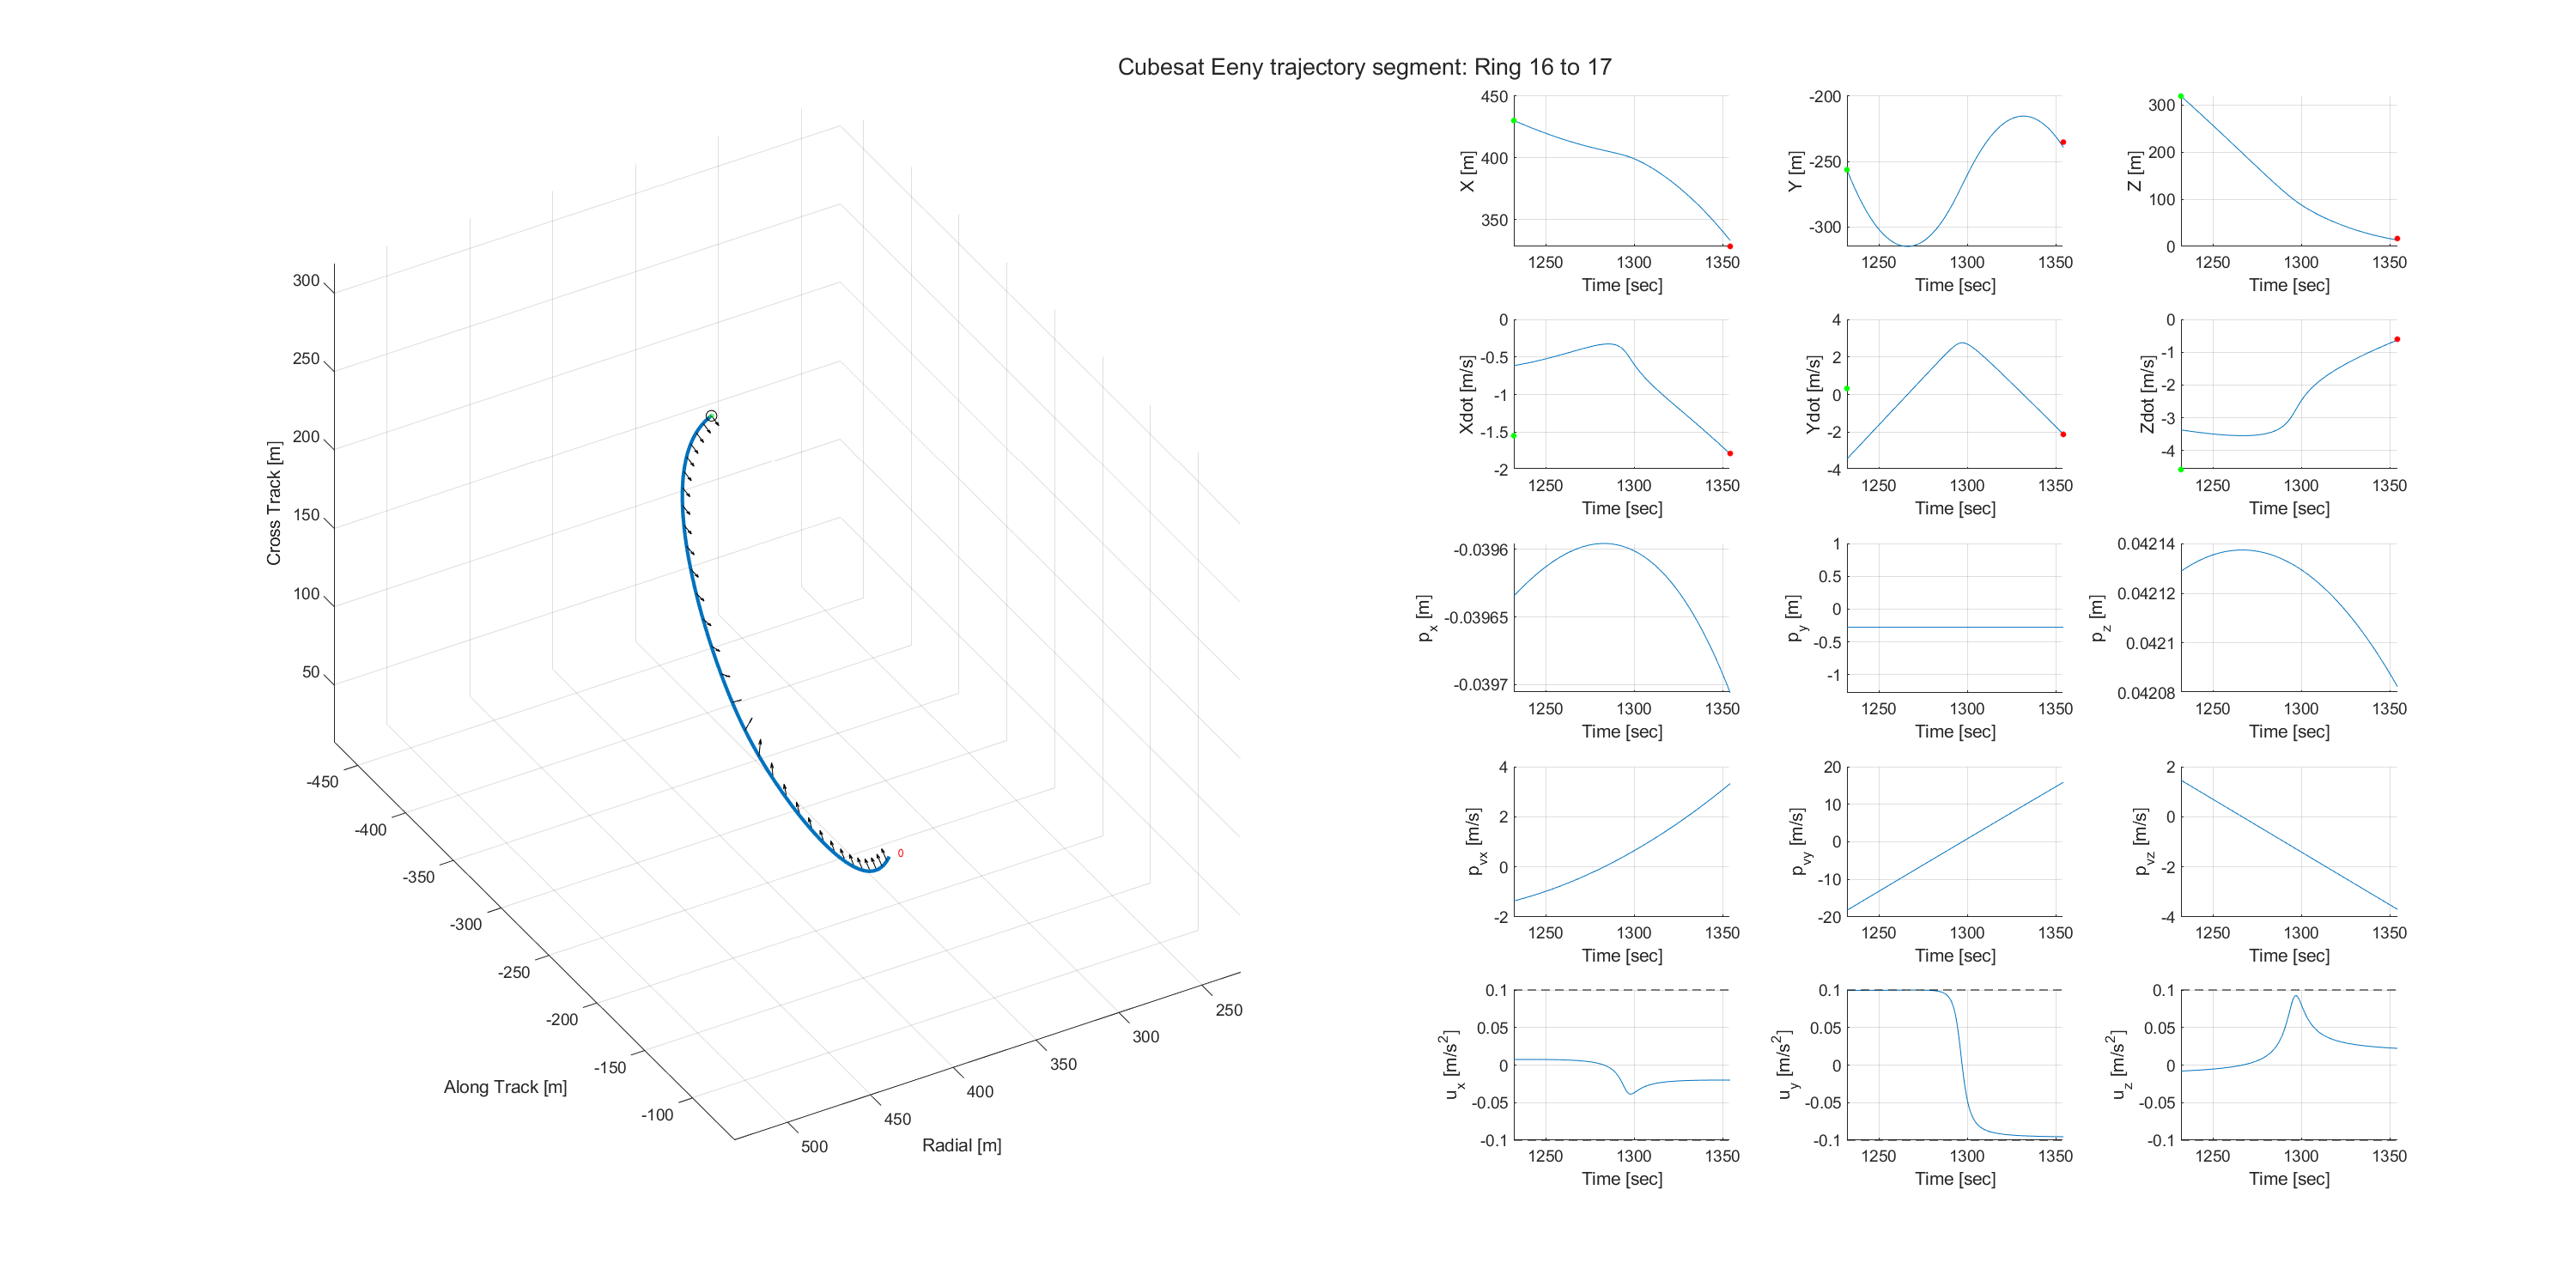 Cubesat Eeny trajectory segment: Ring 16 to 17
300
250
200
150
100
50
Cross Track [m]
-450
-400
-350
-300
-250
-200
-150
-100
Along Track [m]
500
450
400
350
300
250
Radial [m]
0
450
400
350
X [m]
1250 1300 1350
Time [sec]
-200
-250
-300
Y [m]
1250 1300 1350
Time [sec]
300
200
100
0
Z [m]
1250 1300 1350
Time [sec]
0
-0.5
-1
-1.5
-2
Xdot [m/s]
1250 1300 1350
Time [sec]
4
2
0
-2
-4
Ydot [m/s]
1250 1300 1350
Time [sec]
0
-1
-2
-3
-4
Zdot [m/s]
1250 1300 1350
Time [sec]
-0.0396
-0.03965
-0.0397
p_x [m]
1250 1300 1350
Time [sec]
1
0.5
0
-0.5
-1
p_y [m]
1250 1300 1350
Time [sec]
0.04214
0.04212
0.0421
0.04208
p_z [m]
1250 1300 1350
Time [sec]
4
2
0
-2
p_vx [m/s]
1250 1300 1350
Time [sec]
20
10
0
-10
-20
p_vy [m/s]
1250 1300 1350
Time [sec]
2
0
-2
-4
p_vz [m/s]
1250 1300 1350
Time [sec]
0.1
0.05
0
-0.05
-0.1
u_x [m/s²]
1250 1300 1350
Time [sec]
0.1
0.05
0
-0.05
-0.1
u_y [m/s²]
1250 1300 1350
Time [sec]
0.1
0.05
0
-0.05
-0.1
u_z [m/s²]
1250 1300 1350
Time [sec]